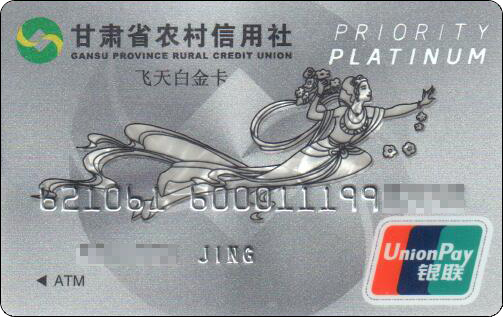 甘肃省农村信用社
GANSU PROVINCE RURAL CREDIT UNION
飞天白金卡
PRIORITY
PLATINUM
621061 600011199
JING
UnionPay
银联
◀ ATM